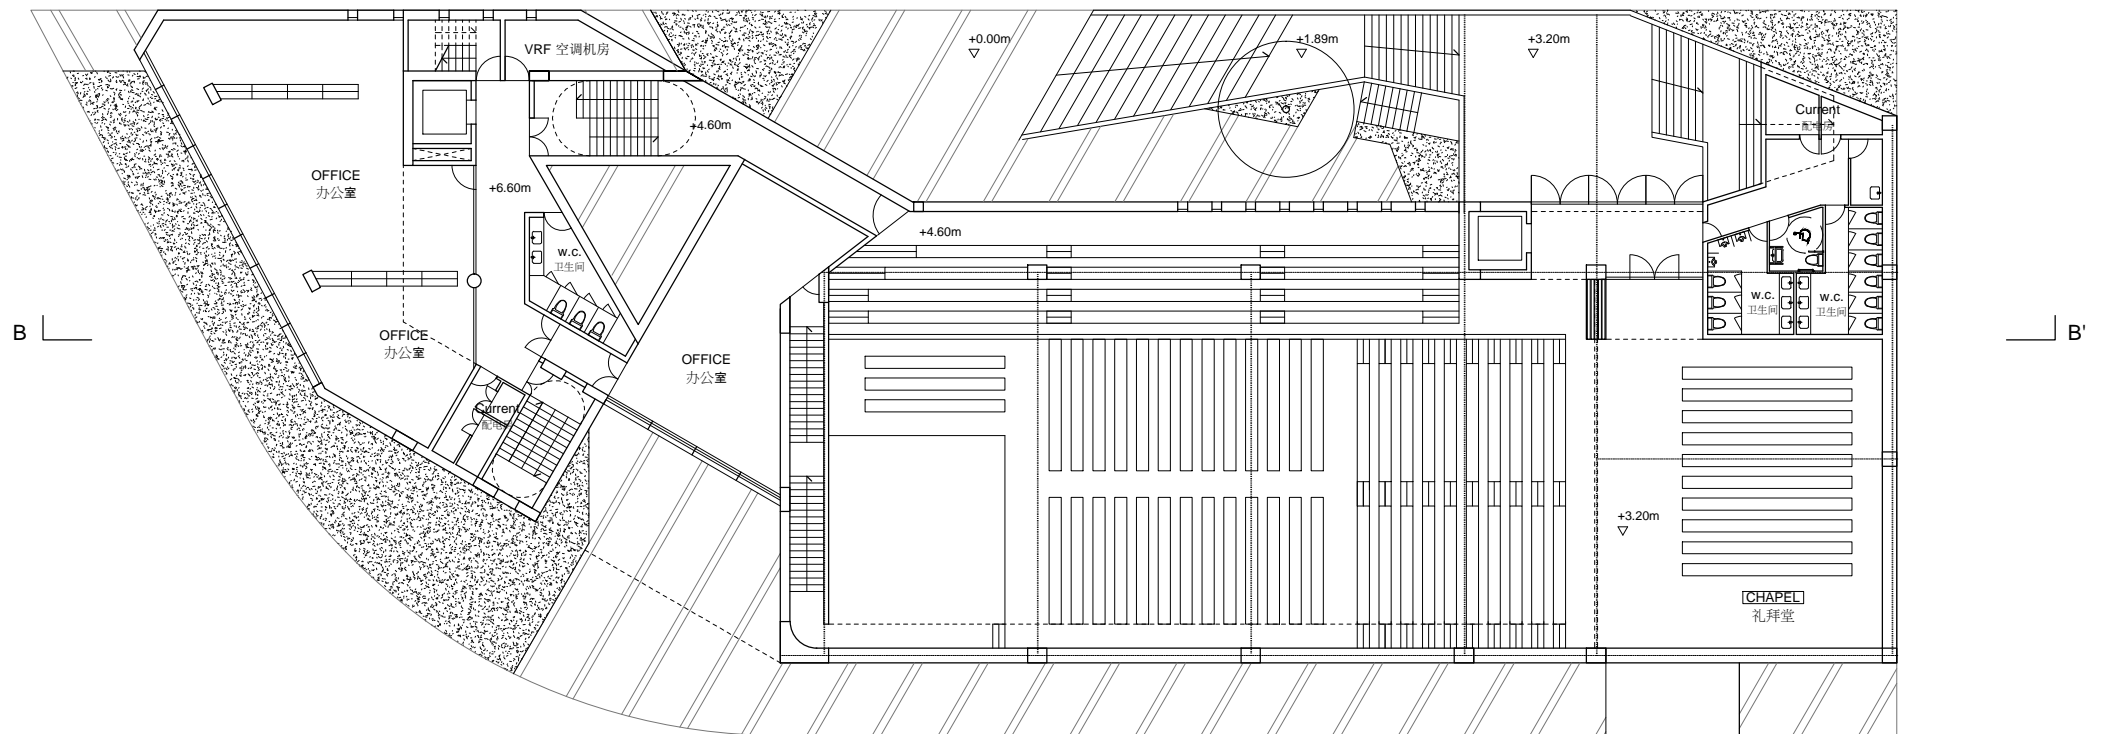 VRF 空调机房
+0.00m
+1.89m
+3.20m
+4.60m
Current
配电房
OFFICE
办公室
+6.60m
+4.60m
w.c.
卫生间
w.c.
卫生间
w.c.
卫生间
B
B'
OFFICE
办公室
OFFICE
办公室
Current
+3.20m
CHAPEL
礼拜堂